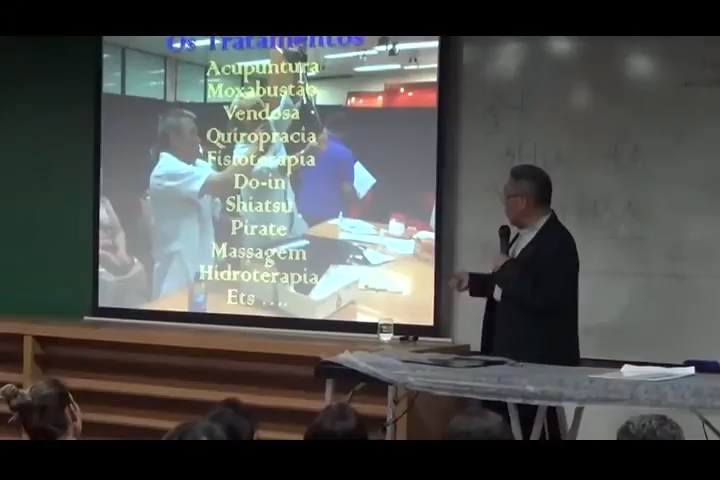 Os Tratamentos
Acupuntura
Moxabustão
Vendosa
Quiropracia
Fisioterapia
Do-in
Shiatsu
Pirate
Massagem
Hidroterapia
Ets ....